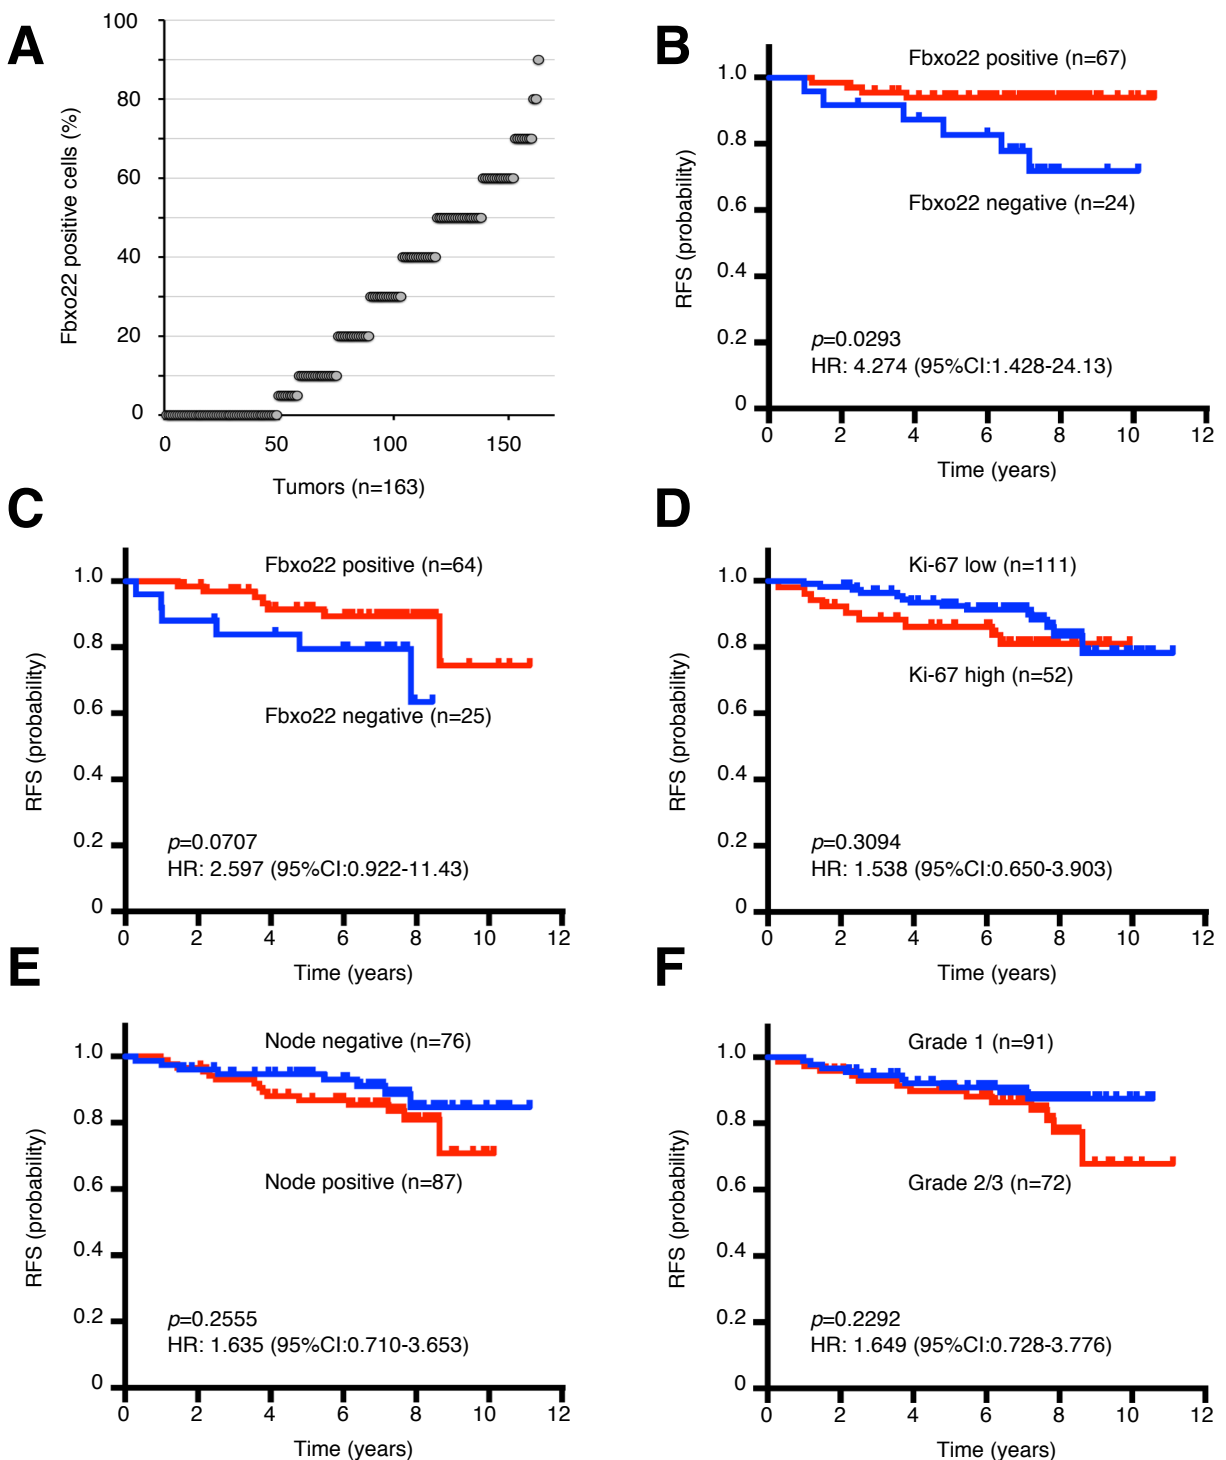 A
100
80
60
40
20
0
0 50 100 150
Fbxo22 positive cells (%)
Tumors (n=163)
B
Fbxo22 positive (n=67)
Fbxo22 negative (n=24)
1.0
0.8
0.6
0.4
0.2
0
RFS (probability)
p=0.0293
HR: 4.274 (95%CI:1.428-24.13)
0 2 4 6 8 10 12
Time (years)
C
Fbxo22 positive (n=64)
Fbxo22 negative (n=25)
1.0
0.8
0.6
0.4
0.2
0
RFS (probability)
p=0.0707
HR: 2.597 (95%CI:0.922-11.43)
0 2 4 6 8 10 12
Time (years)
D
Ki-67 low (n=111)
Ki-67 high (n=52)
1.0
0.8
0.6
0.4
0.2
0
RFS (probability)
p=0.3094
HR: 1.538 (95%CI:0.650-3.903)
0 2 4 6 8 10 12
Time (years)
E
Node negative (n=76)
Node positive (n=87)
1.0
0.8
0.6
0.4
0.2
0
RFS (probability)
p=0.2555
HR: 1.635 (95%CI:0.710-3.653)
0 2 4 6 8 10 12
Time (years)
F
Grade 1 (n=91)
Grade 2/3 (n=72)
1.0
0.8
0.6
0.4
0.2
0
RFS (probability)
p=0.2292
HR: 1.649 (95%CI:0.728-3.776)
0 2 4 6 8 10 12
Time (years)